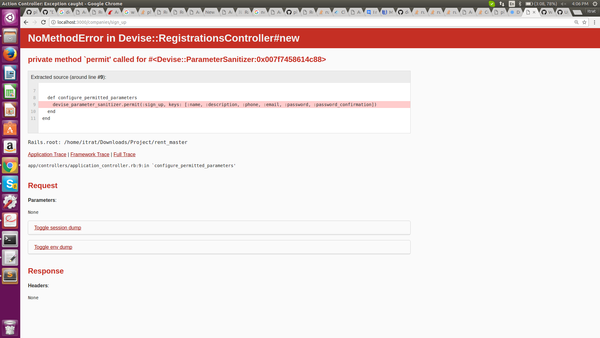 Action Controller: Exception caught - Google Chrome
(1:08, 78%)
4:06 PM
localhost:3000/companies/sign_up
NoMethodError in Devise::RegistrationsController#new
private method `permit' called for #<Devise::ParameterSanitizer:0x007f7458614c88>
Extracted source (around line #9):
7
8 def configure_permitted_parameters
9 devise_parameter_sanitizer.permit(:sign_up, keys: [:name, :description, :phone, :email, :password, :password_confirmation])
10 end
11 end
Rails.root: /home/itrat/Downloads/Project/rent_master
Application Trace | Framework Trace | Full Trace
app/controllers/application_controller.rb:9:in `configure_permitted_parameters'
Request
Parameters:
None
Toggle session dump
Toggle env dump
Response
Headers:
None